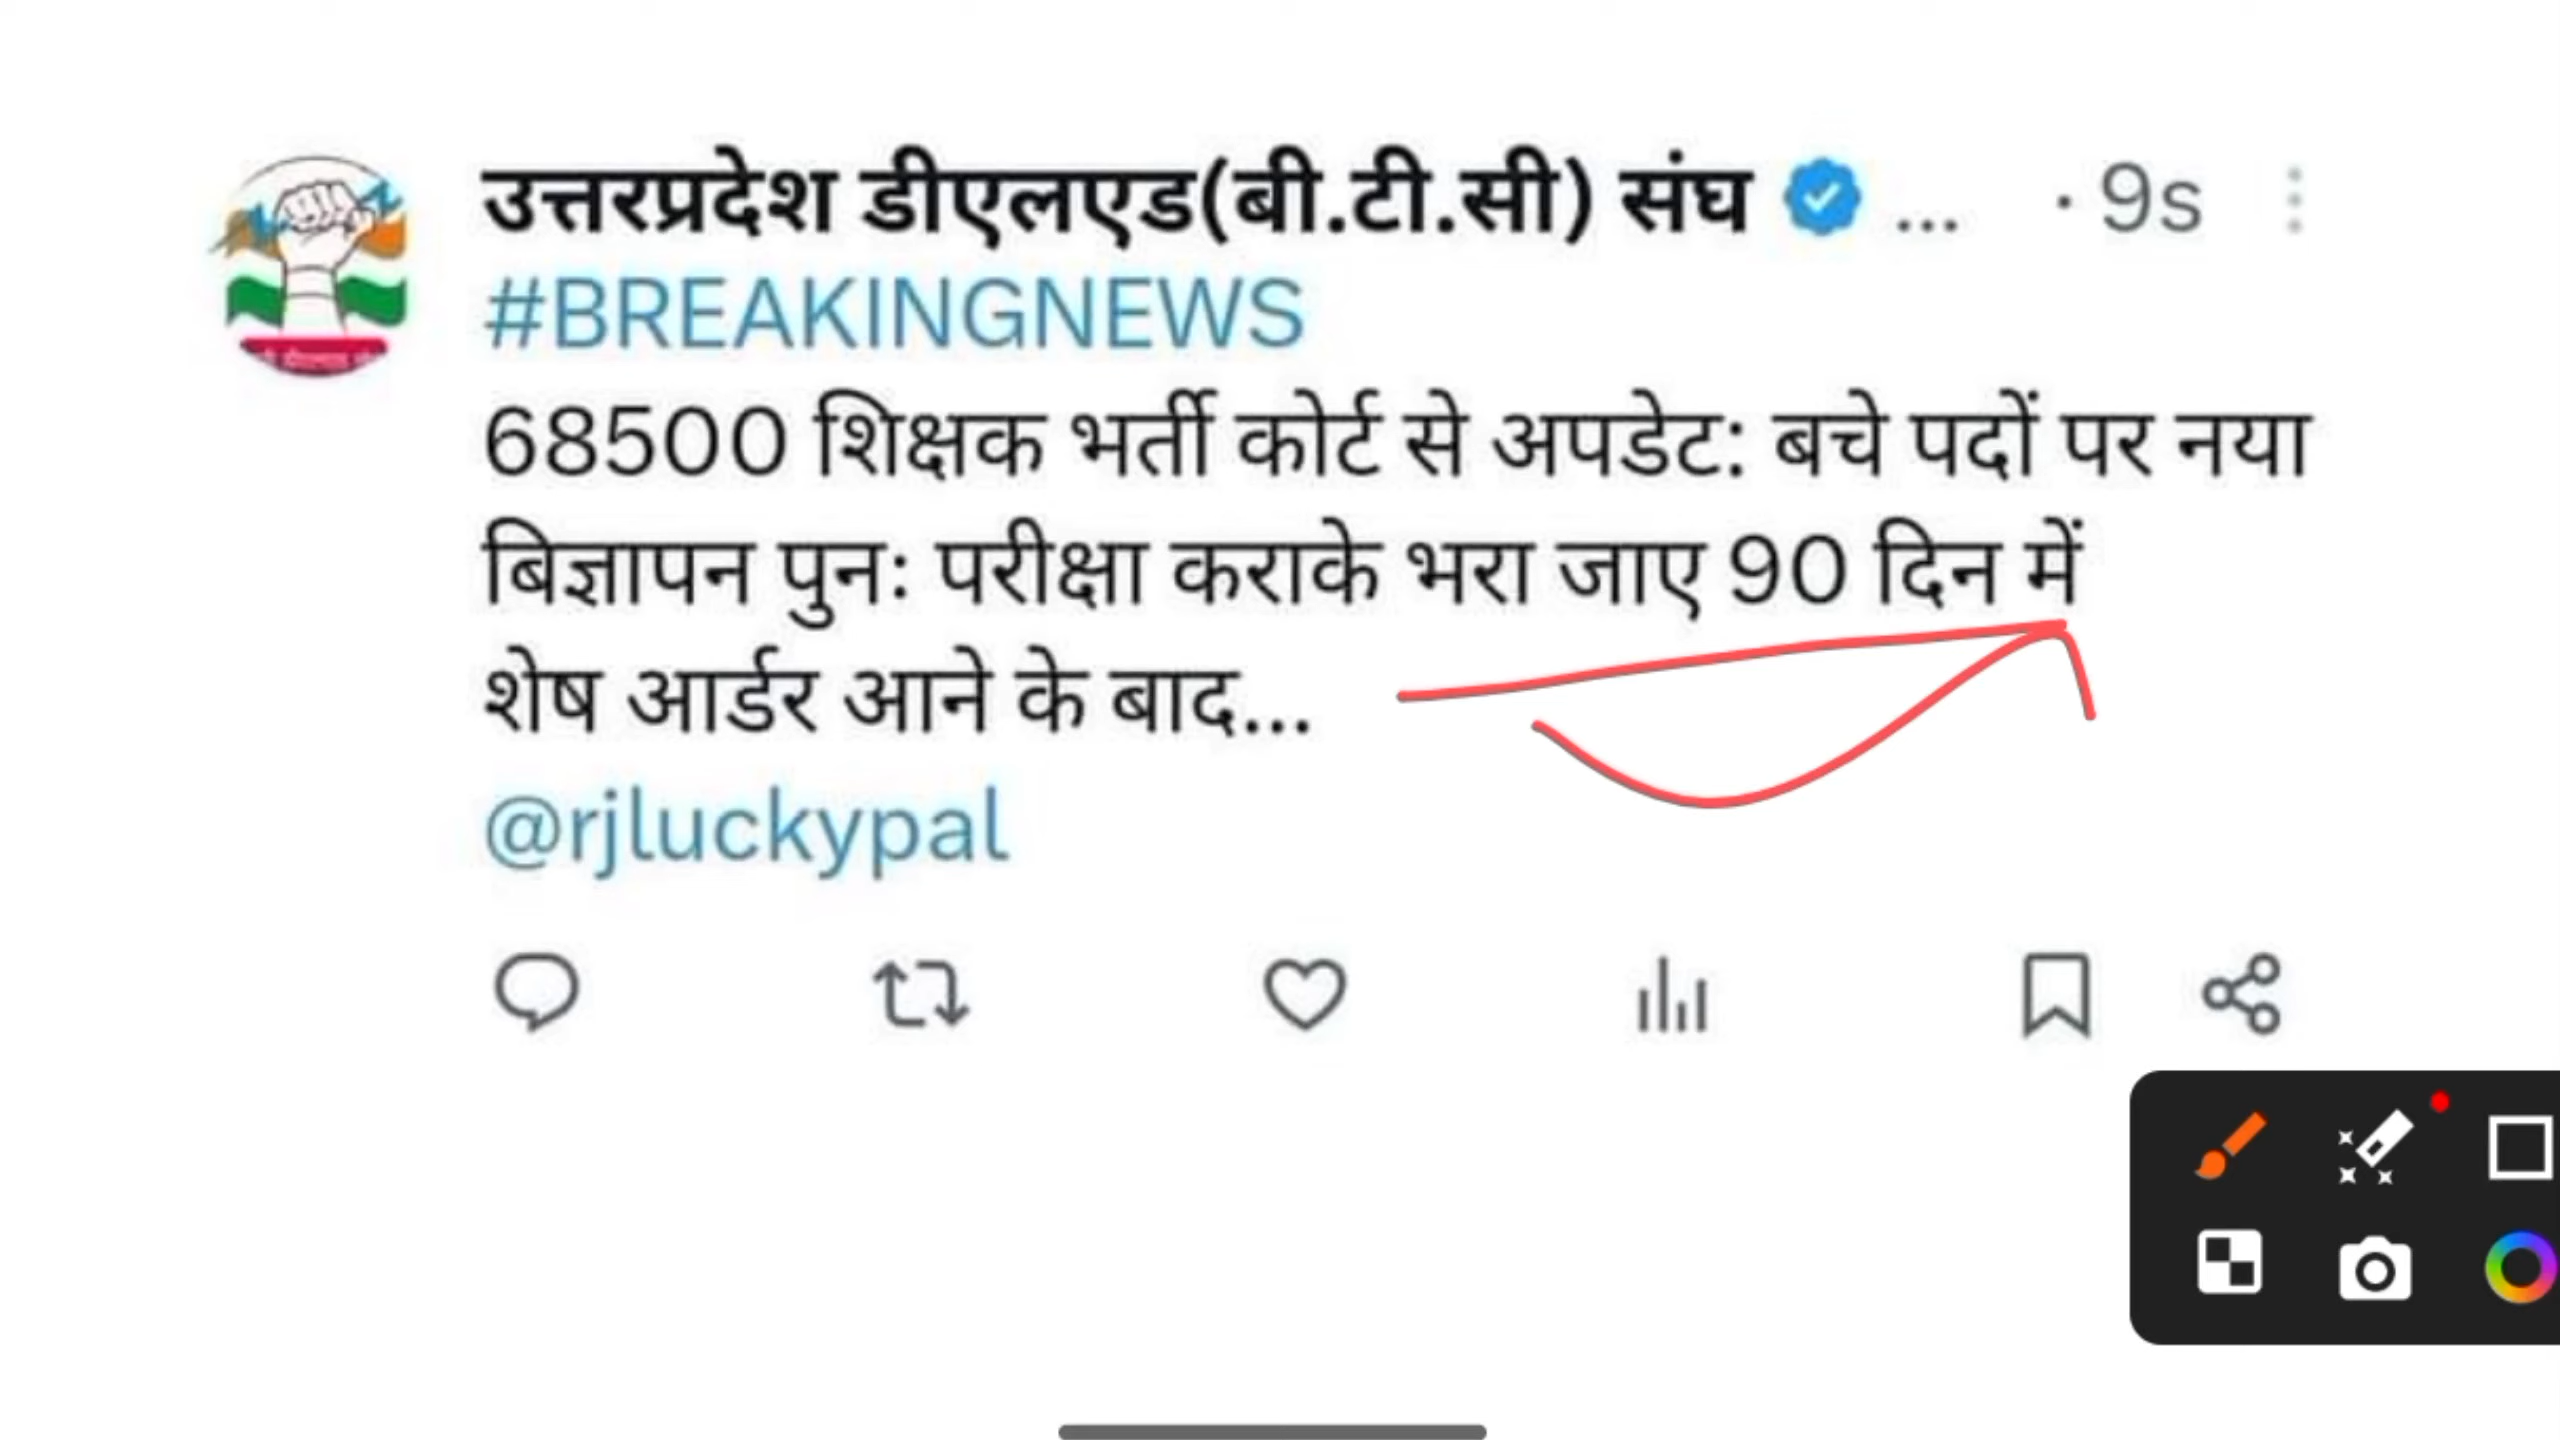 उत्तरप्रदेश डीएलएड(बी.टी.सी) संघ ... · 9s
#BREAKINGNEWS
68500 शिक्षक भर्ती कोर्ट से अपडेट: बचे पदों पर नया
बिज्ञापन पुनः परीक्षा कराके भरा जाए 90 दिन में
शेष आर्डर आने के बाद...
@rjluckypal